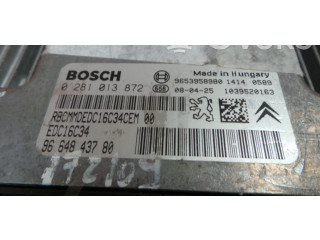 BOSCH
Made in Hungary
9653958980 1414 0589
0 281 013 872 08-04-25 1039S20163
RBCMMDEDC16C34CEM 00
EDC16C34
96 648 437 80